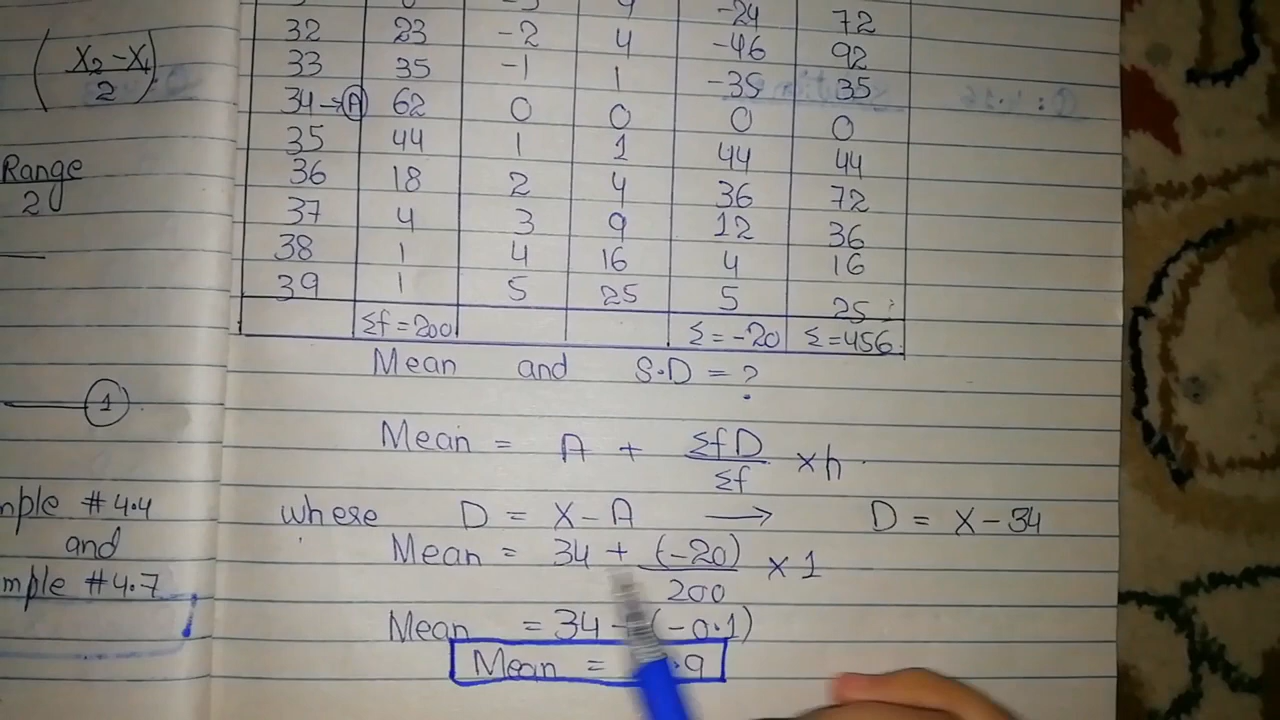 -24 72
32 23 -2 4 -46 92
33 35 -1 1 -35 35
34 → A 62 0 0 0 0
35 44 1 1 44 44
36 18 2 4 36 72
37 4 3 9 12 36
38 1 4 16 4 16
39 1 5 25 5 25
Σf = 200 Σ = -20 Σ = 456
Mean and S.D = ?
Mean = A + ΣfD/Σf × h
where D = X - A → D = X - 34
Mean = 34 + (-20)/200 × 1
Mean = 34 (-0.1)
Mean = .9
(X₂ - X₁/2)
Range/2
1
mple # 4.4
and
mple # 4.7